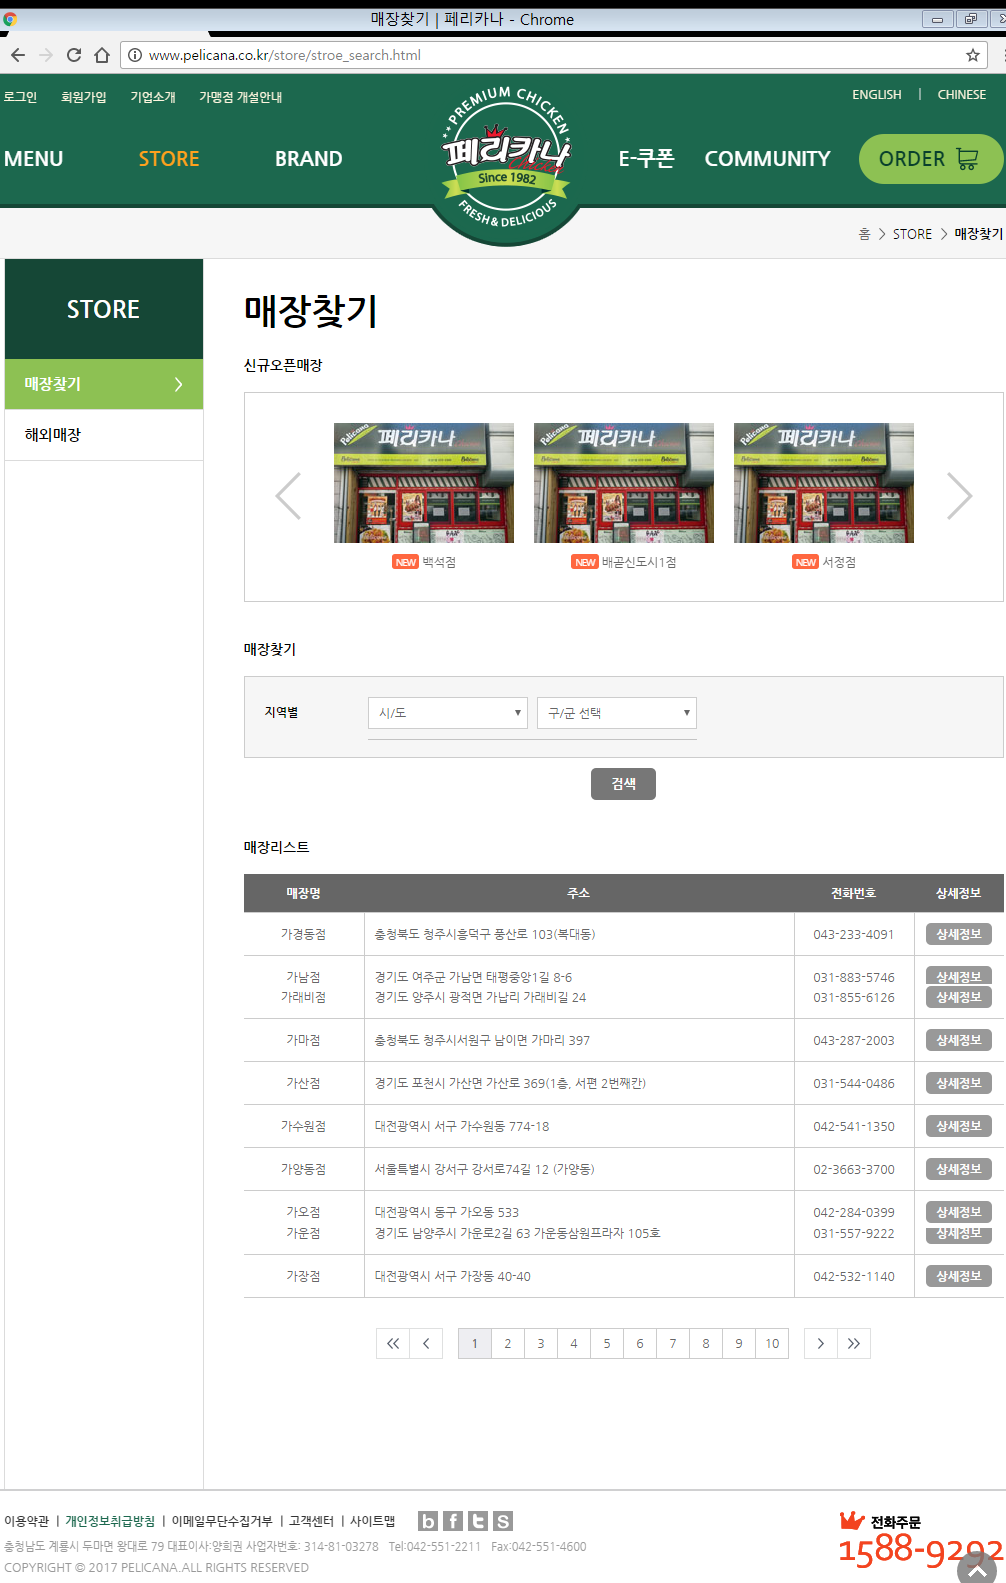 매장찾기 | 페리카나 - Chrome
www.pelicana.co.kr/store/stroe_search.html
로그인 회원가입 기업소개 가맹점 개설안내
ENGLISH | CHINESE
PREMIUM CHICKEN
페리카나
Chicken
Since 1982
FRESH & DELICIOUS
MENU STORE BRAND E-쿠폰 COMMUNITY ORDER
홈 > STORE > 매장찾기
STORE
매장찾기
해외매장
매장찾기
신규오픈매장
Pelicana 페리카나
Pelicana 페리카나
Pelicana 페리카나
NEW 백석점
NEW 배곧신도시1점
NEW 서정점
매장찾기
지역별 시/도 구/군 선택
검색
매장리스트
매장명 주소 전화번호 상세정보
가경동점 충청북도 청주시흥덕구 풍산로 103(복대동) 043-233-4091 상세정보
가남점 경기도 여주군 가남면 태평중앙1길 8-6 031-883-5746 상세정보
가래비점 경기도 양주시 광적면 가납리 가래비길 24 031-855-6126 상세정보
가마점 충청북도 청주시서원구 남이면 가마리 397 043-287-2003 상세정보
가산점 경기도 포천시 가산면 가산로 369(1층, 서편 2번째칸) 031-544-0486 상세정보
가수원점 대전광역시 서구 가수원동 774-18 042-541-1350 상세정보
가양동점 서울특별시 강서구 강서로74길 12 (가양동) 02-3663-3700 상세정보
가오점 대전광역시 동구 가오동 533 042-284-0399 상세정보
가운점 경기도 남양주시 가운로2길 63 가운동삼원프라자 105호 031-557-9222 상세정보
가장점 대전광역시 서구 가장동 40-40 042-532-1140 상세정보
1 2 3 4 5 6 7 8 9 10
이용약관 | 개인정보취급방침 | 이메일무단수집거부 | 고객센터 | 사이트맵
충청남도 계룡시 두마면 왕대로 79 대표이사:양희권 사업자번호: 314-81-03278 Tel:042-551-2211 Fax:042-551-4600
COPYRIGHT © 2017 PELICANA.ALL RIGHTS RESERVED
전화주문
1588-9292